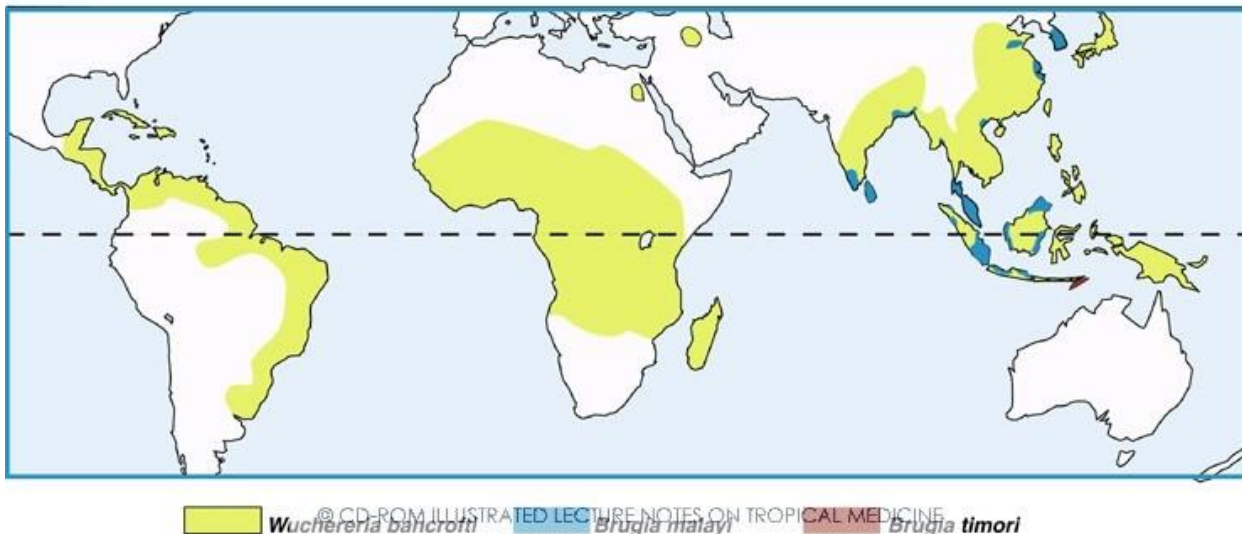 Wuchereria bancrofti Brugia malayi Brugia timori
© CD-ROM ILLUSTRATED LECTURE NOTES ON TROPICAL MEDICINE